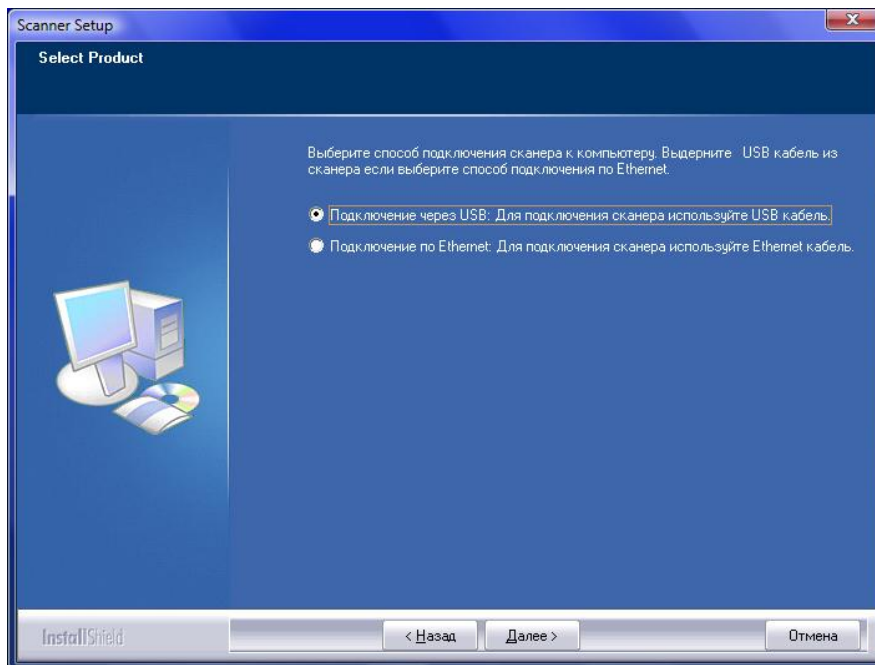 Scanner Setup
Select Product
Выберите способ подключения сканера к компьютеру. Выдерните USB кабель из
сканера если выберите способ подключения по Ethernet.
Подключение через USB: Для подключения сканера используйте USB кабель.
Подключение по Ethernet: Для подключения сканера используйте Ethernet кабель.
InstallShield
< Назад
Далее >
Отмена